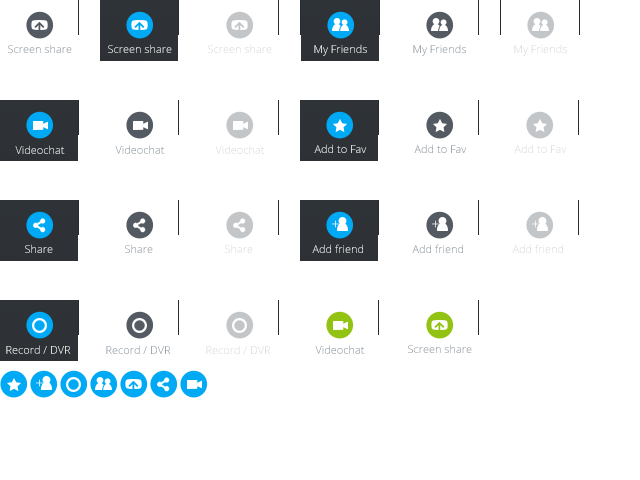 Screen share Screen share Screen share My Friends My Friends My Friends
Videochat Videochat Videochat Add to Fav Add to Fav Add to Fav
Share Share Share Add friend Add friend Add friend
Record / DVR Record / DVR Record / DVR Videochat Screen share